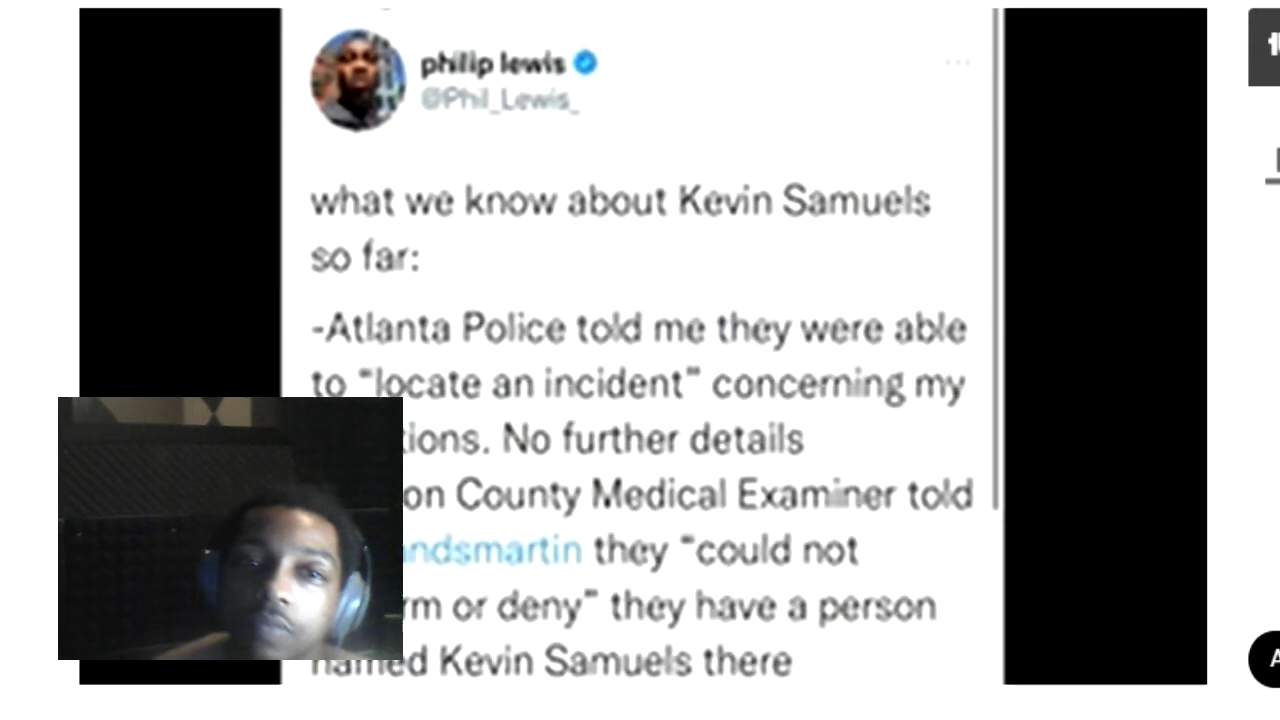 philip lewis
@Phil_Lewis_
what we know about Kevin Samuels
so far:
-Atlanta Police told me they were able
to "locate an incident" concerning my
tions. No further details
on County Medical Examiner told
ndsmartin they "could not
rm or deny" they have a person
named Kevin Samuels there
A